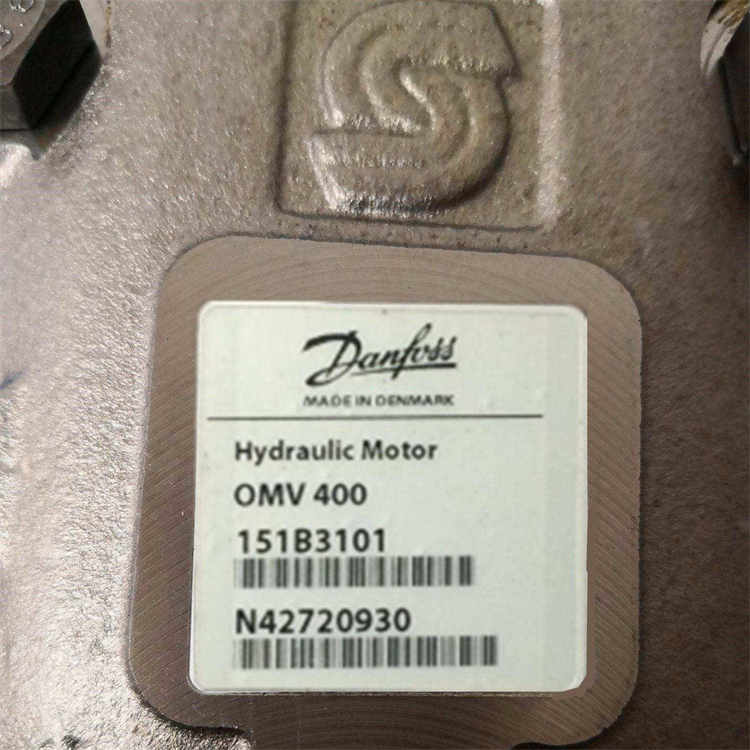 Danfoss
MADE IN DENMARK
Hydraulic Motor
OMV 400
151B3101
N42720930